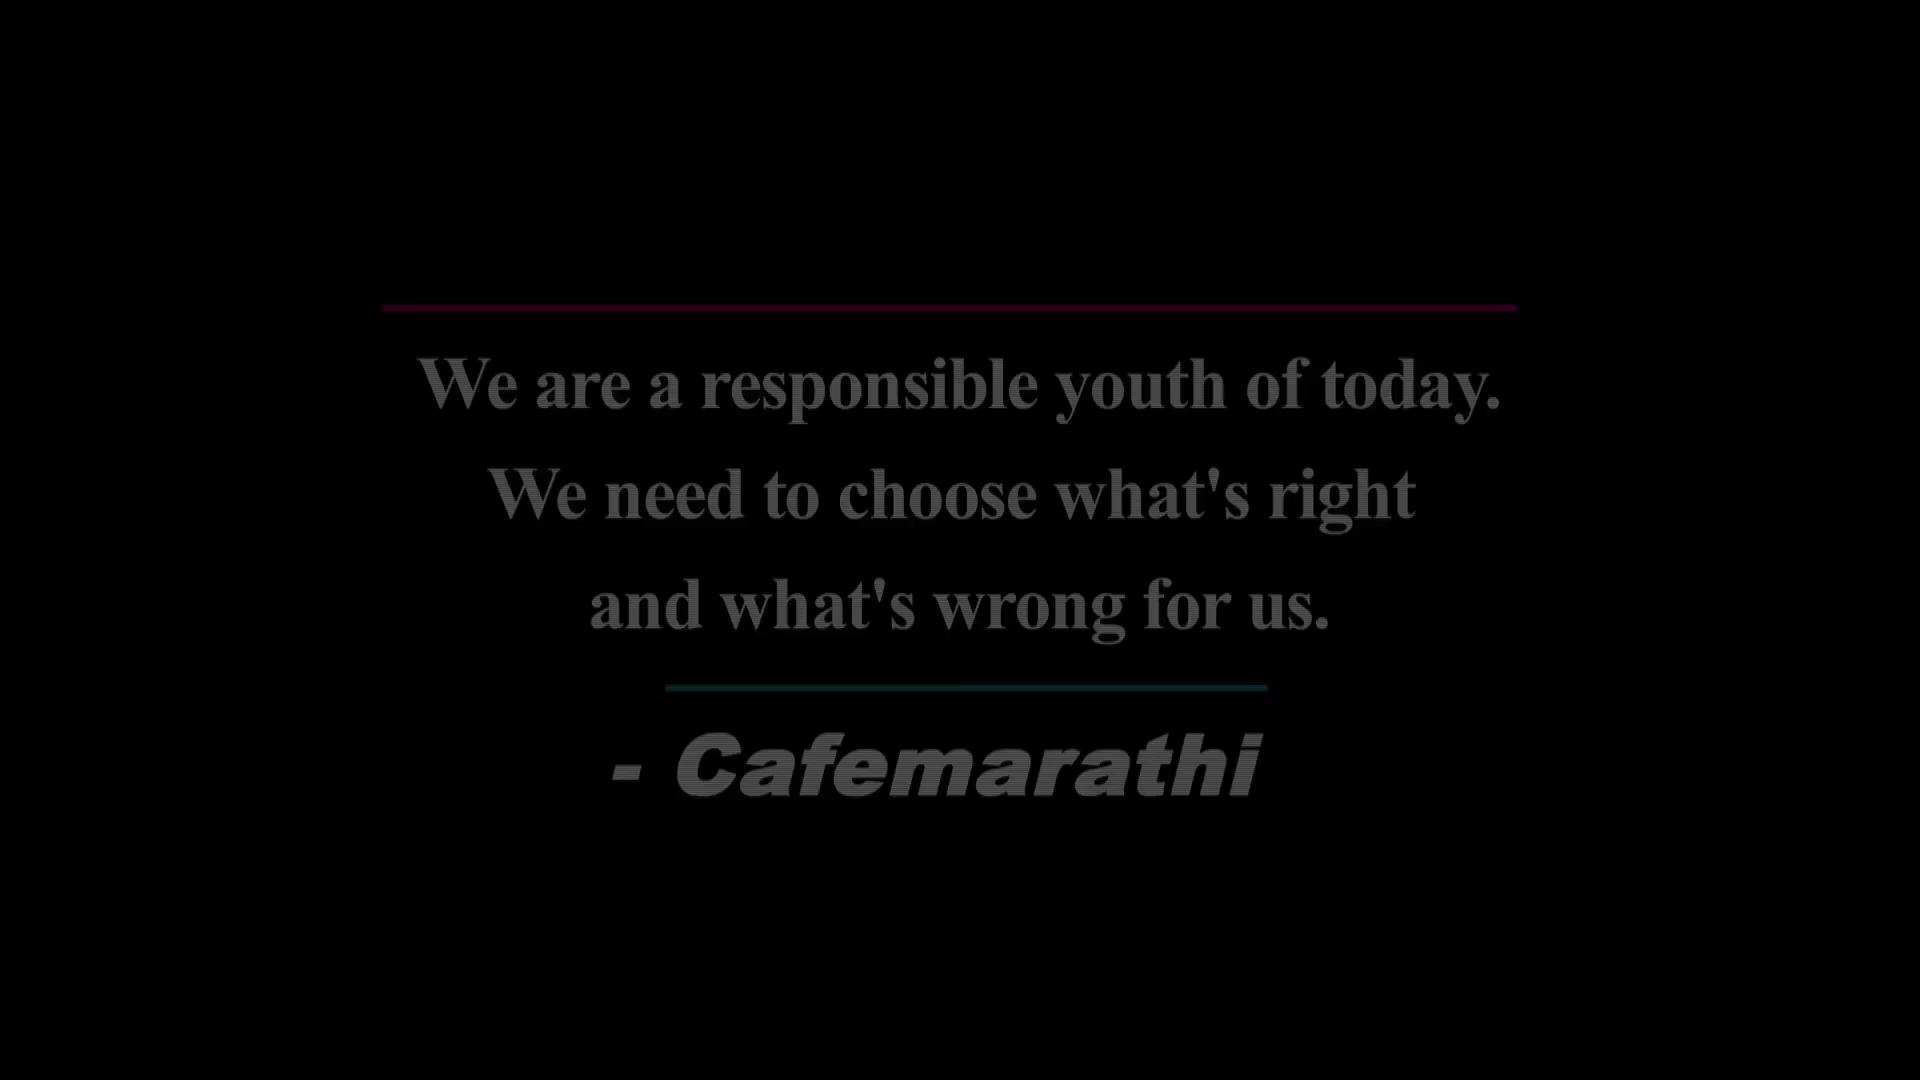 We are a responsible youth of today.
We need to choose what's right
and what's wrong for us.
- Cafemarathi